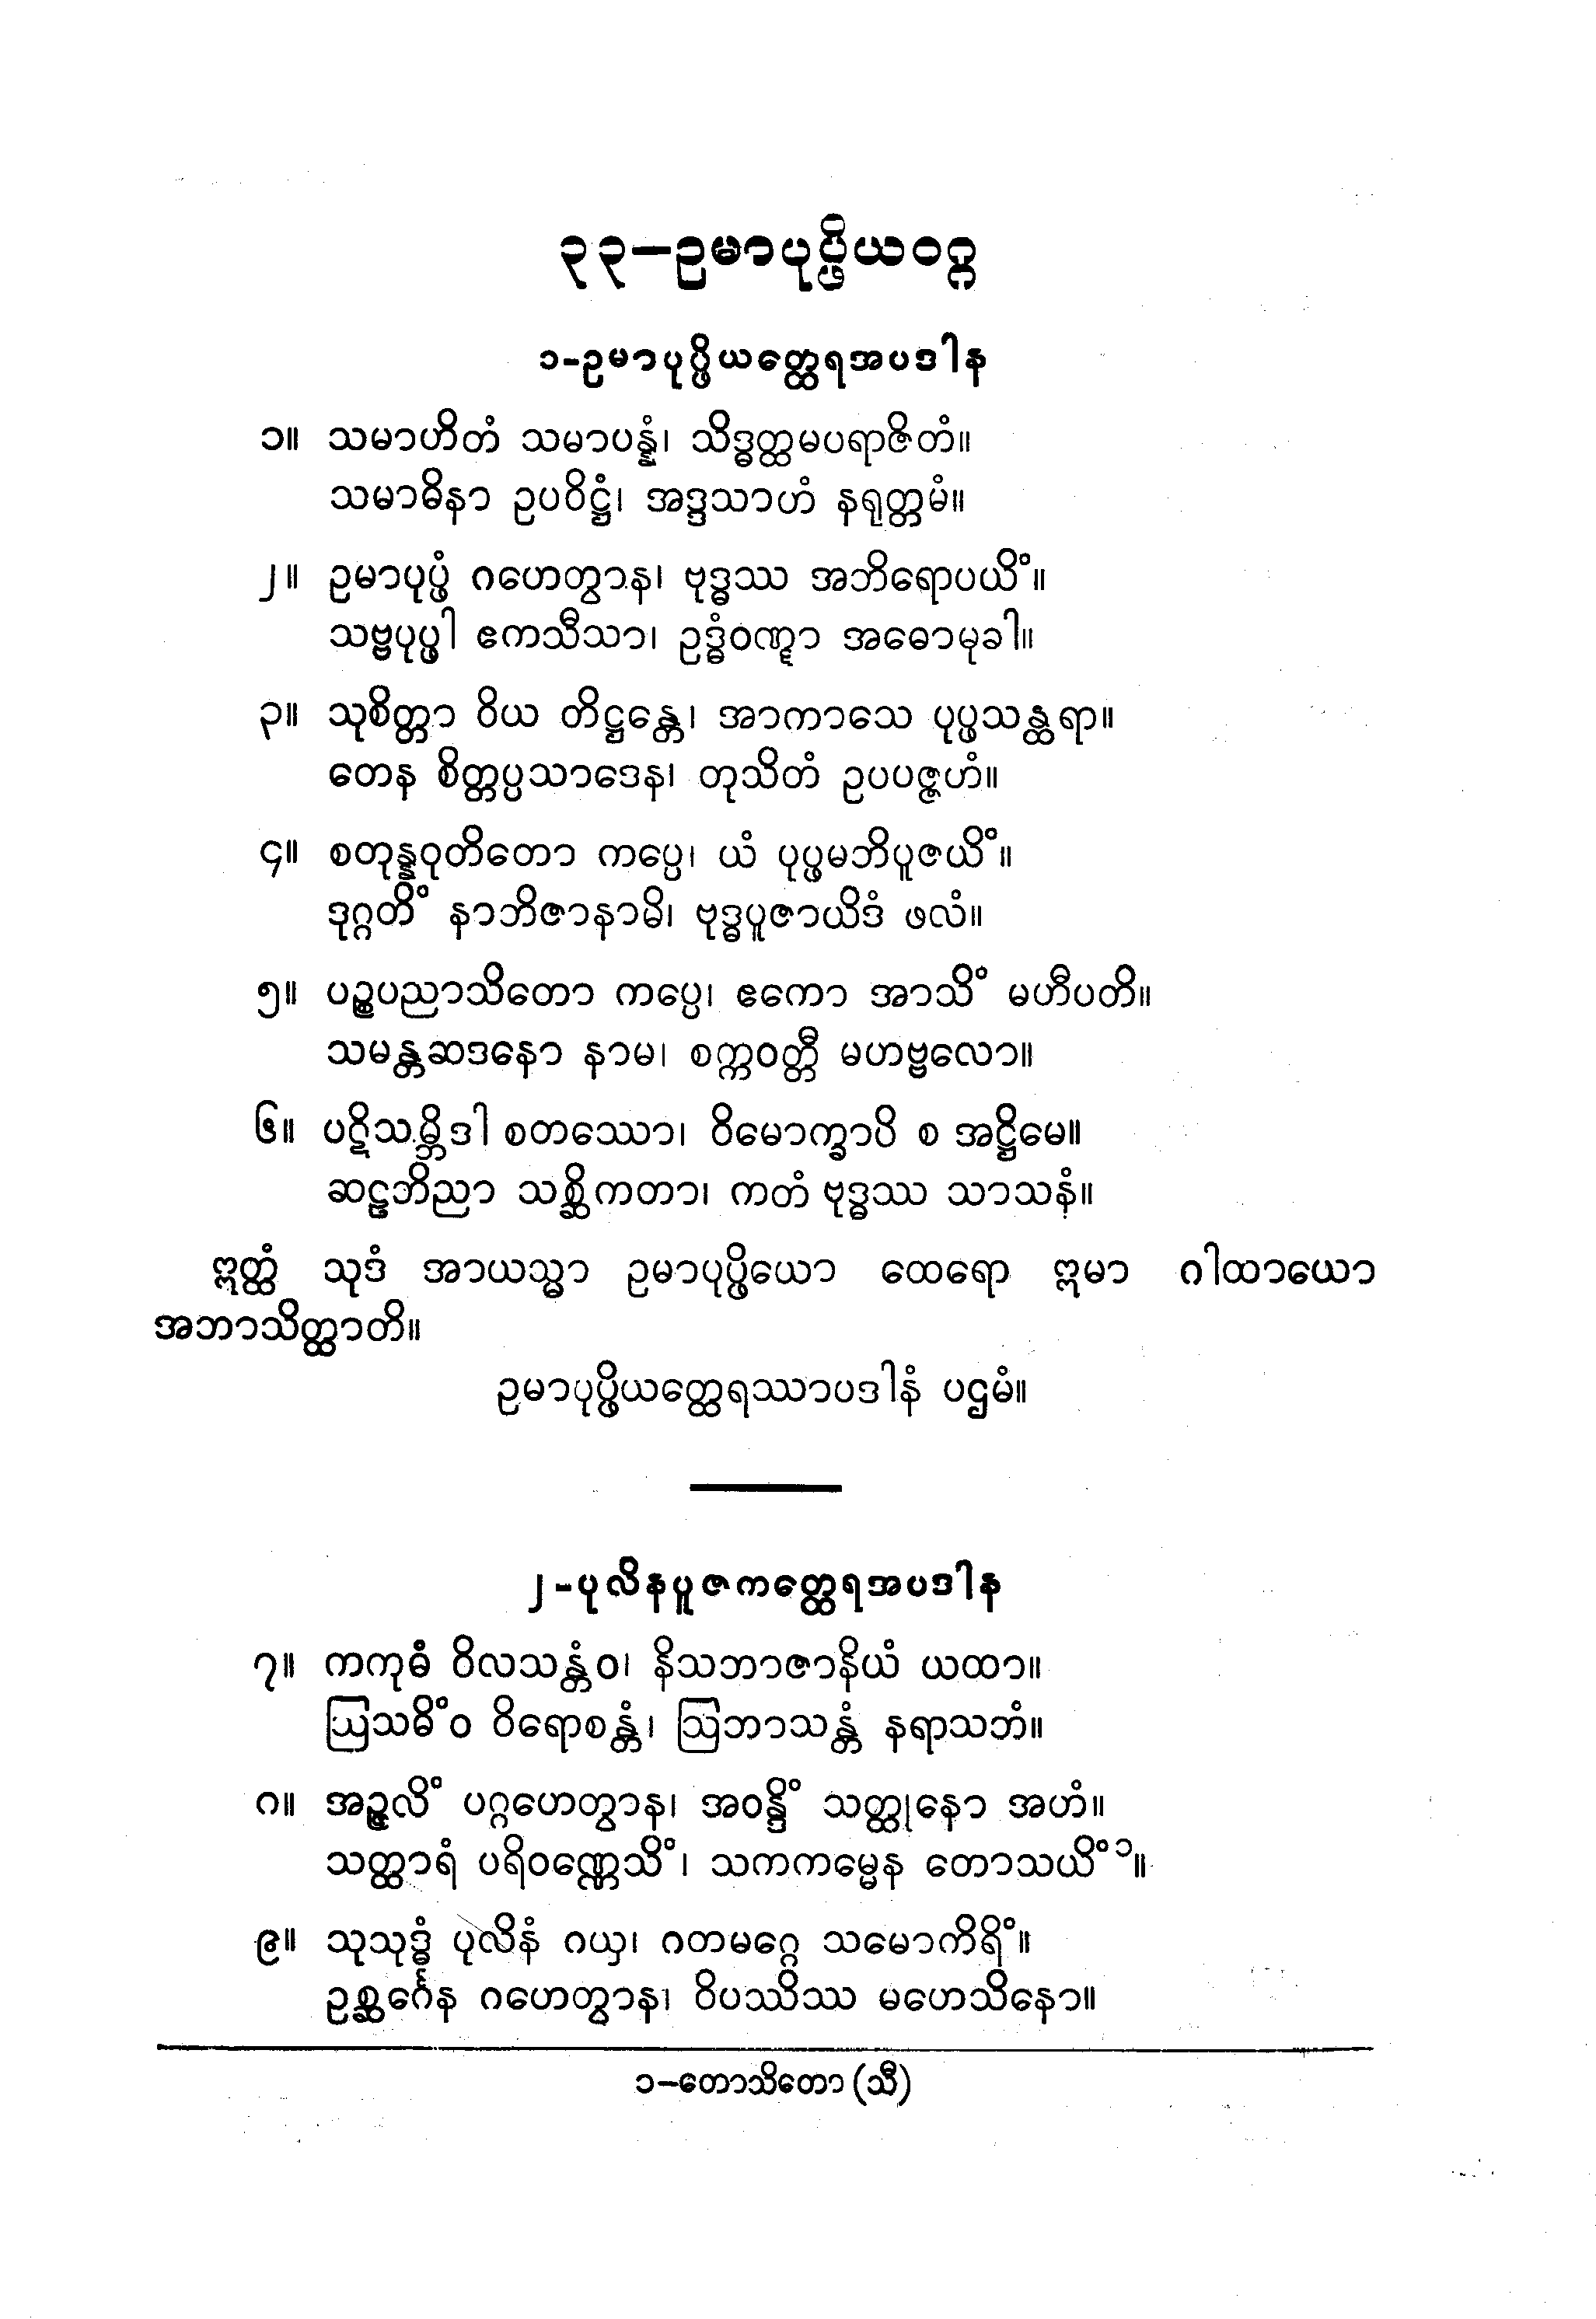 ၃၃–ဥမာပုပ္ဖိယဝဂ္ဂ
၁-ဥမာပုပ္ဖိယတ္ထေရအပဒါန
၁။ သမာဟိတံ သမာပန္နံ၊ သိဒ္ဓတ္ထမပရာဇိတံ။
သမာဓိနာ ဥပဝိဋ္ဌံ၊ အဒ္ဒသာဟံ နရုတ္တမံ။
၂။ ဥမာပုပ္ဖံ ဂဟေတွာန၊ ဗုဒ္ဓဿ အဘိရောပယိံ။
သဗ္ဗပုပ္ဖါ ဧကသီသာ၊ ဥဒ္ဓံဝဏ္ဋာ အဓောမုခါ။
၃။ သုစိတ္တာ ဝိယ တိဋ္ဌန္တေ၊ အာကာသေ ပုပ္ဖသန္ထရာ။
တေန စိတ္တပ္ပသာဒေန၊ တုသိတံ ဥပပဇ္ဇဟံ။
၄။ စတုန္နဝုတိတော ကပ္ပေ၊ ယံ ပုပ္ဖမဘိပူဇယိံ။
ဒုဂ္ဂတိံ နာဘိဇာနာမိ၊ ဗုဒ္ဓပူဇာယိဒံ ဖလံ။
၅။ ပဉ္စပညာသိတော ကပ္ပေ၊ ဧကော အာသိံ မဟီပတိ။
သမန္တဆဒနော နာမ၊ စက္ကဝတ္တီ မဟဗ္ဗလော။
၆။ ပဋိသမ္ဘိဒါ စတဿော၊ ဝိမောက္ခာပိ စ အဋ္ဌိမေ။
ဆဠဘိညာ သစ္ဆိကတာ၊ ကတံ ဗုဒ္ဓဿ သာသနံ။
ဣတ္ထံ သုဒံ အာယသ္မာ ဥမာပုပ္ဖိယော ထေရော ဣမာ ဂါထာယော
အဘာသိတ္ထာတိ။
ဥမာပုပ္ဖိယတ္ထေရဿာပဒါနံ ပဌမံ။
၂-ပုလိနပူဇကတ္ထေရအပဒါန
၇။ ကကုဓံ ဝိလသန္တံဝ၊ နိသဘာဇာနိယံ ယထာ။
ဩသဓိံဝ ဝိရောစန္တံ၊ ဩဘာသန္တံ နရာသဘံ။
၈။ အဉ္ဇလိံ ပဂ္ဂဟေတွာန၊ အဝန္ဒိံ သတ္ထုနော အဟံ။
သတ္ထာရံ ပရိဝဏ္ဏေသိံ၊ သကကမ္မေန တောသယိံ ၁။
၉။ သုသုဒ္ဓံ ပုလိနံ ဂယှ၊ ဂတမဂ္ဂေ သမောကိရိံ။
ဥစ္ဆင်္ဂေန ဂဟေတွာန၊ ဝိပဿိဿ မဟေသိနော။
၁–တောသိတော (သီ)